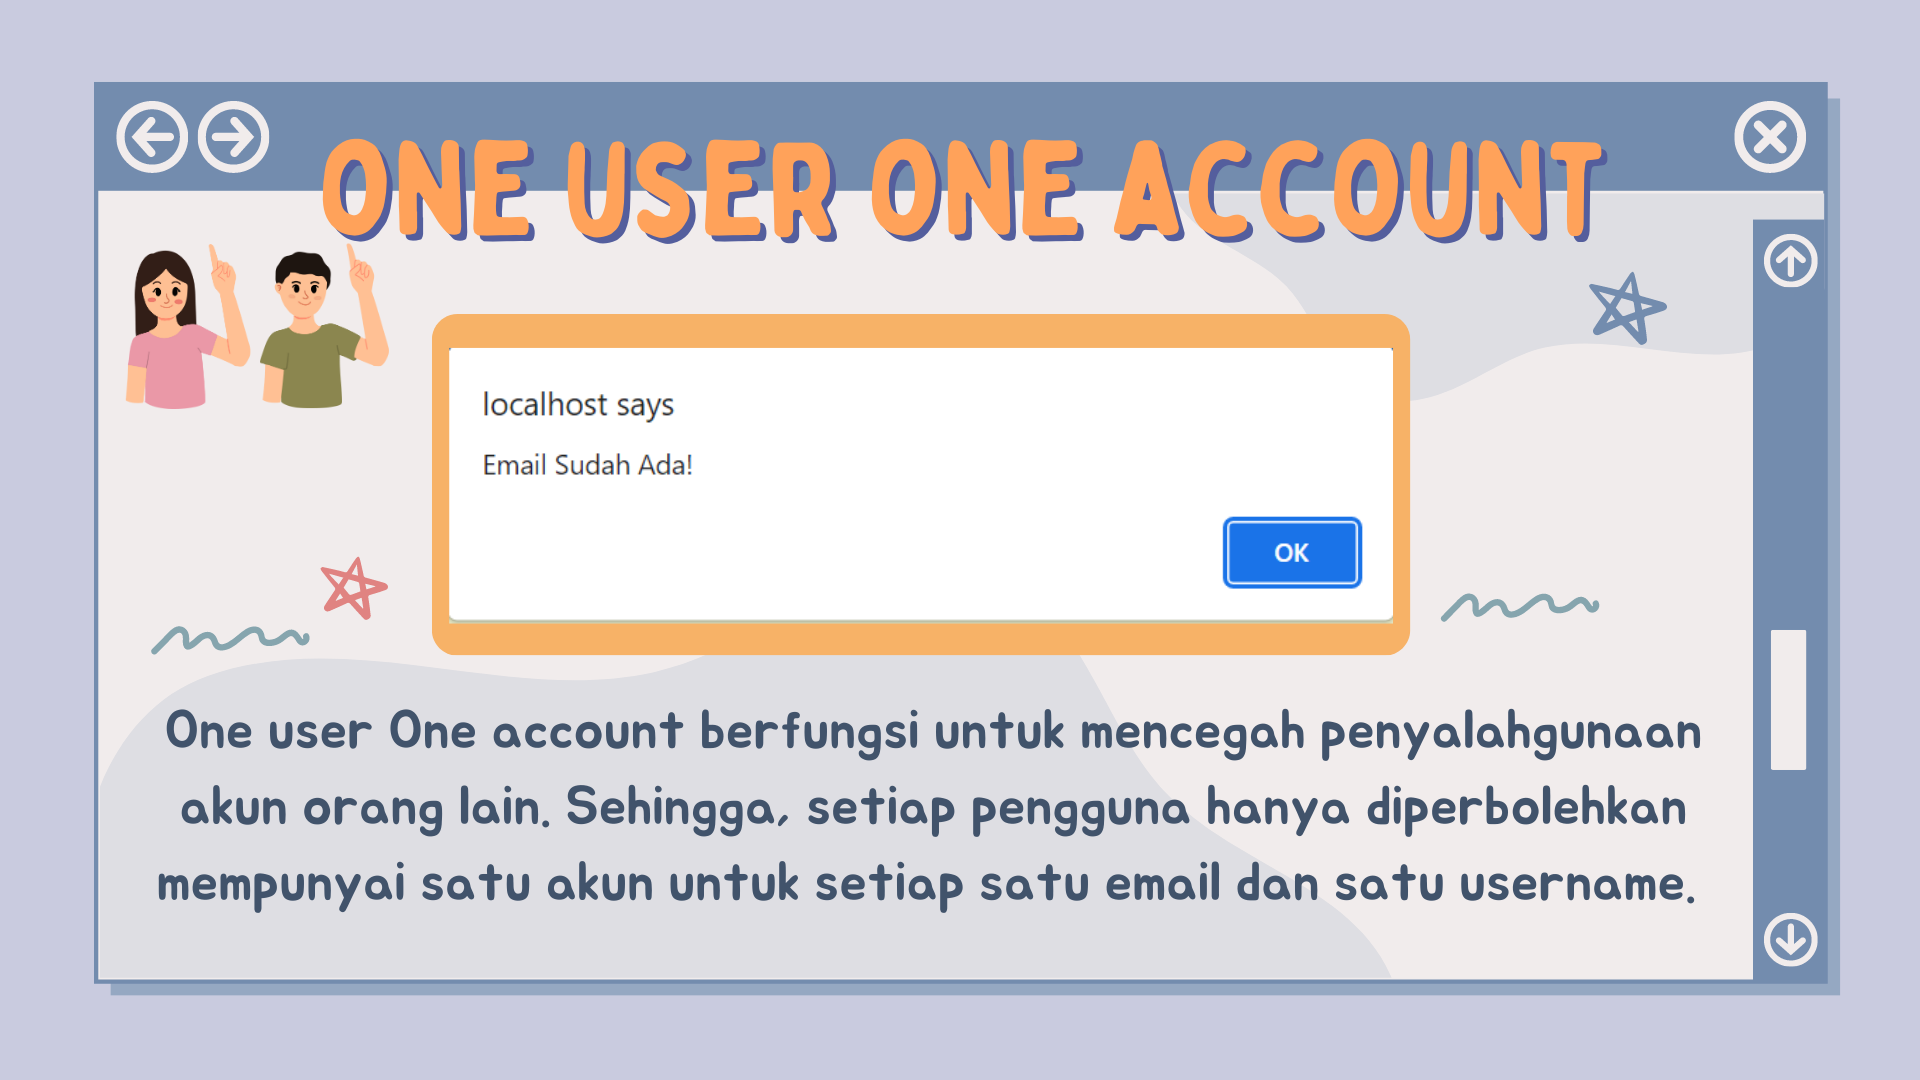 ONE USER ONE ACCOUNT
localhost says
Email Sudah Ada!
OK
One user One account berfungsi untuk mencegah penyalahgunaan
akun orang lain. Sehingga, setiap pengguna hanya diperbolehkan
mempunyai satu akun untuk setiap satu email dan satu username.